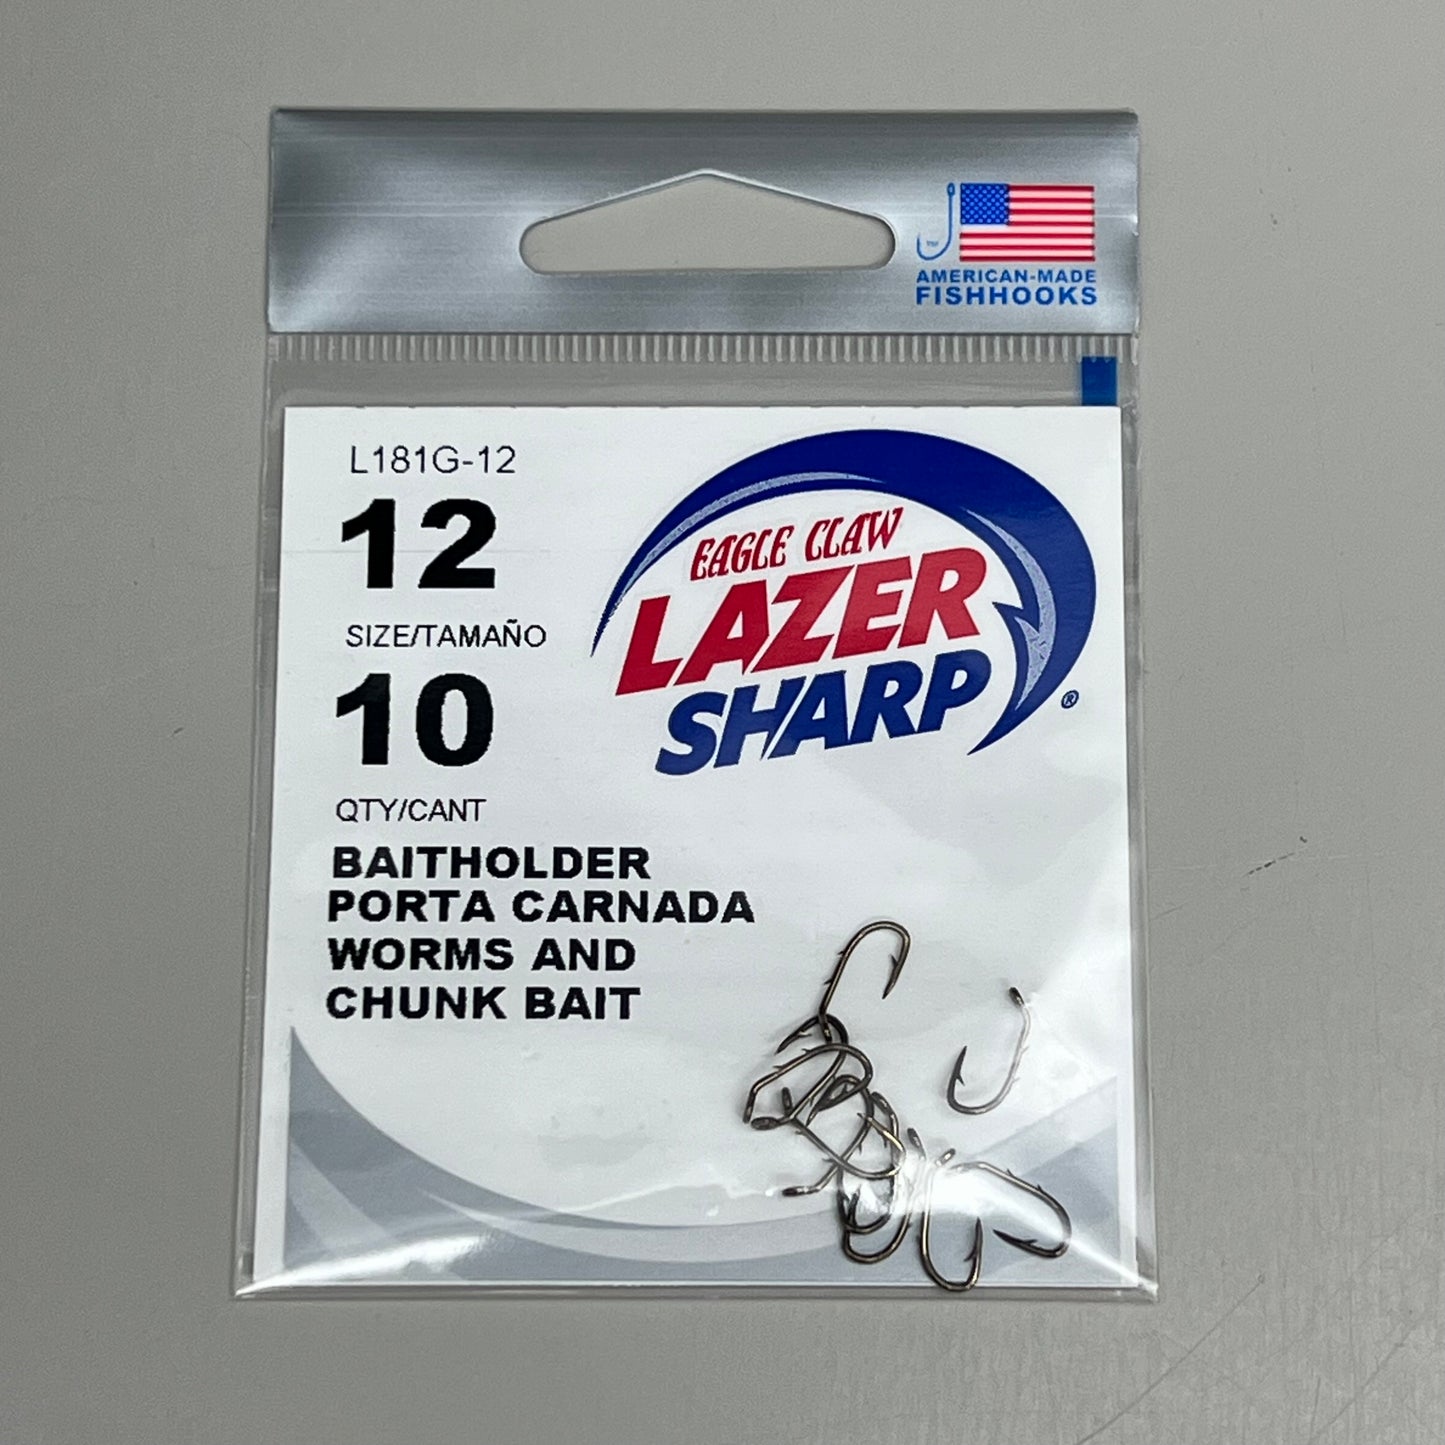 AMERICAN-MADE
FISHHOOKS
L181G-12
12
SIZE/TAMAÑO
10
QTY/CANT
EAGLE CLAW
LAZER
SHARP®
BAITHOLDER
PORTA CARNADA
WORMS AND
CHUNK BAIT